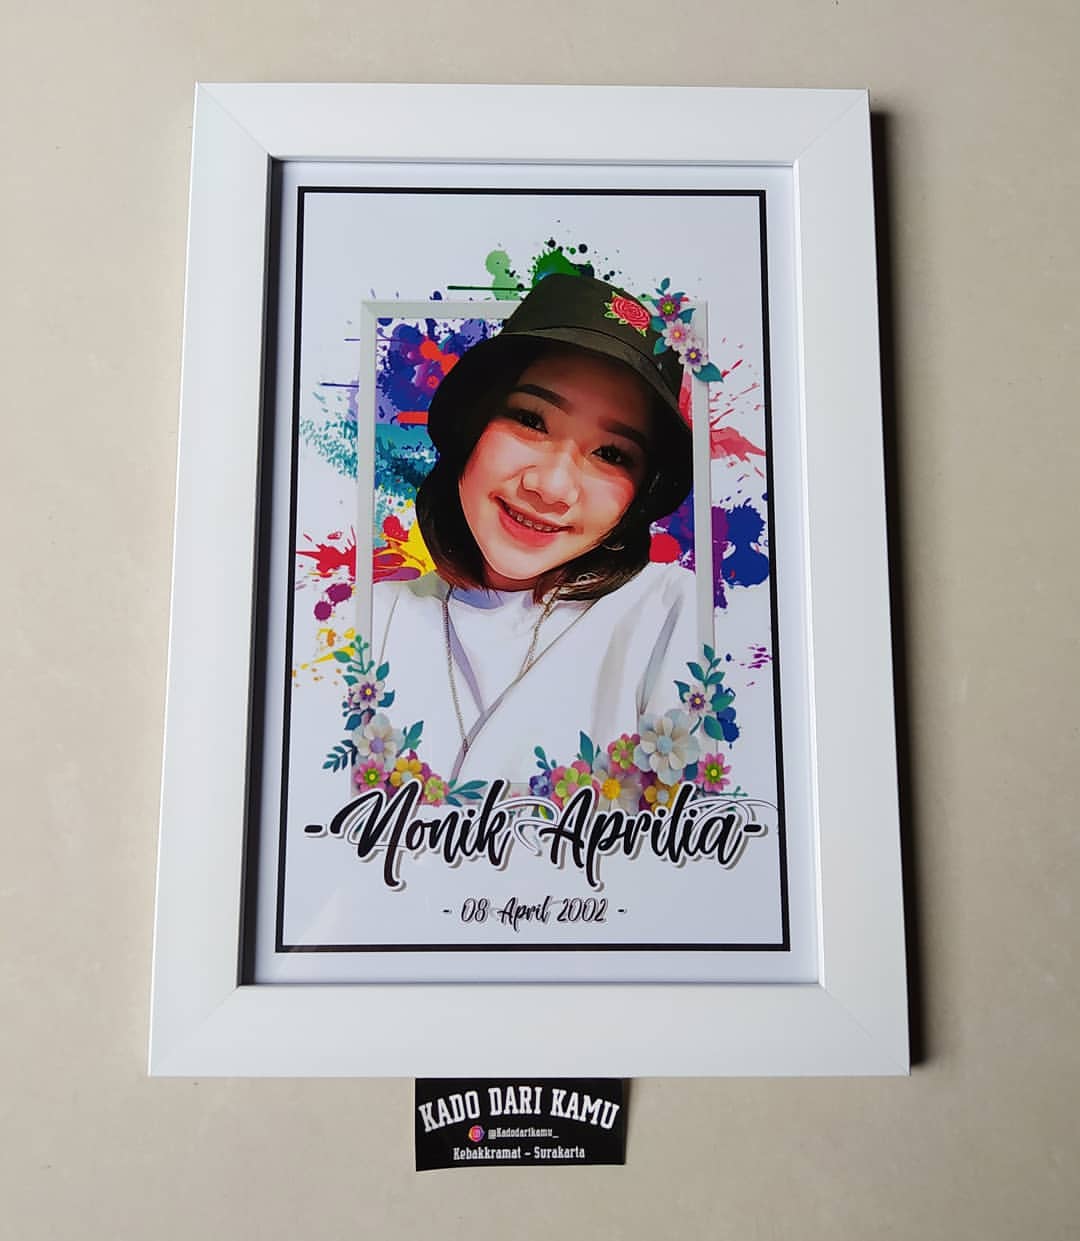 -Nonik Aprilia-
- 08 April 2002 -
KADO DARI KAMU
@Kadodarikamu_
Kebakkramat - Surakarta